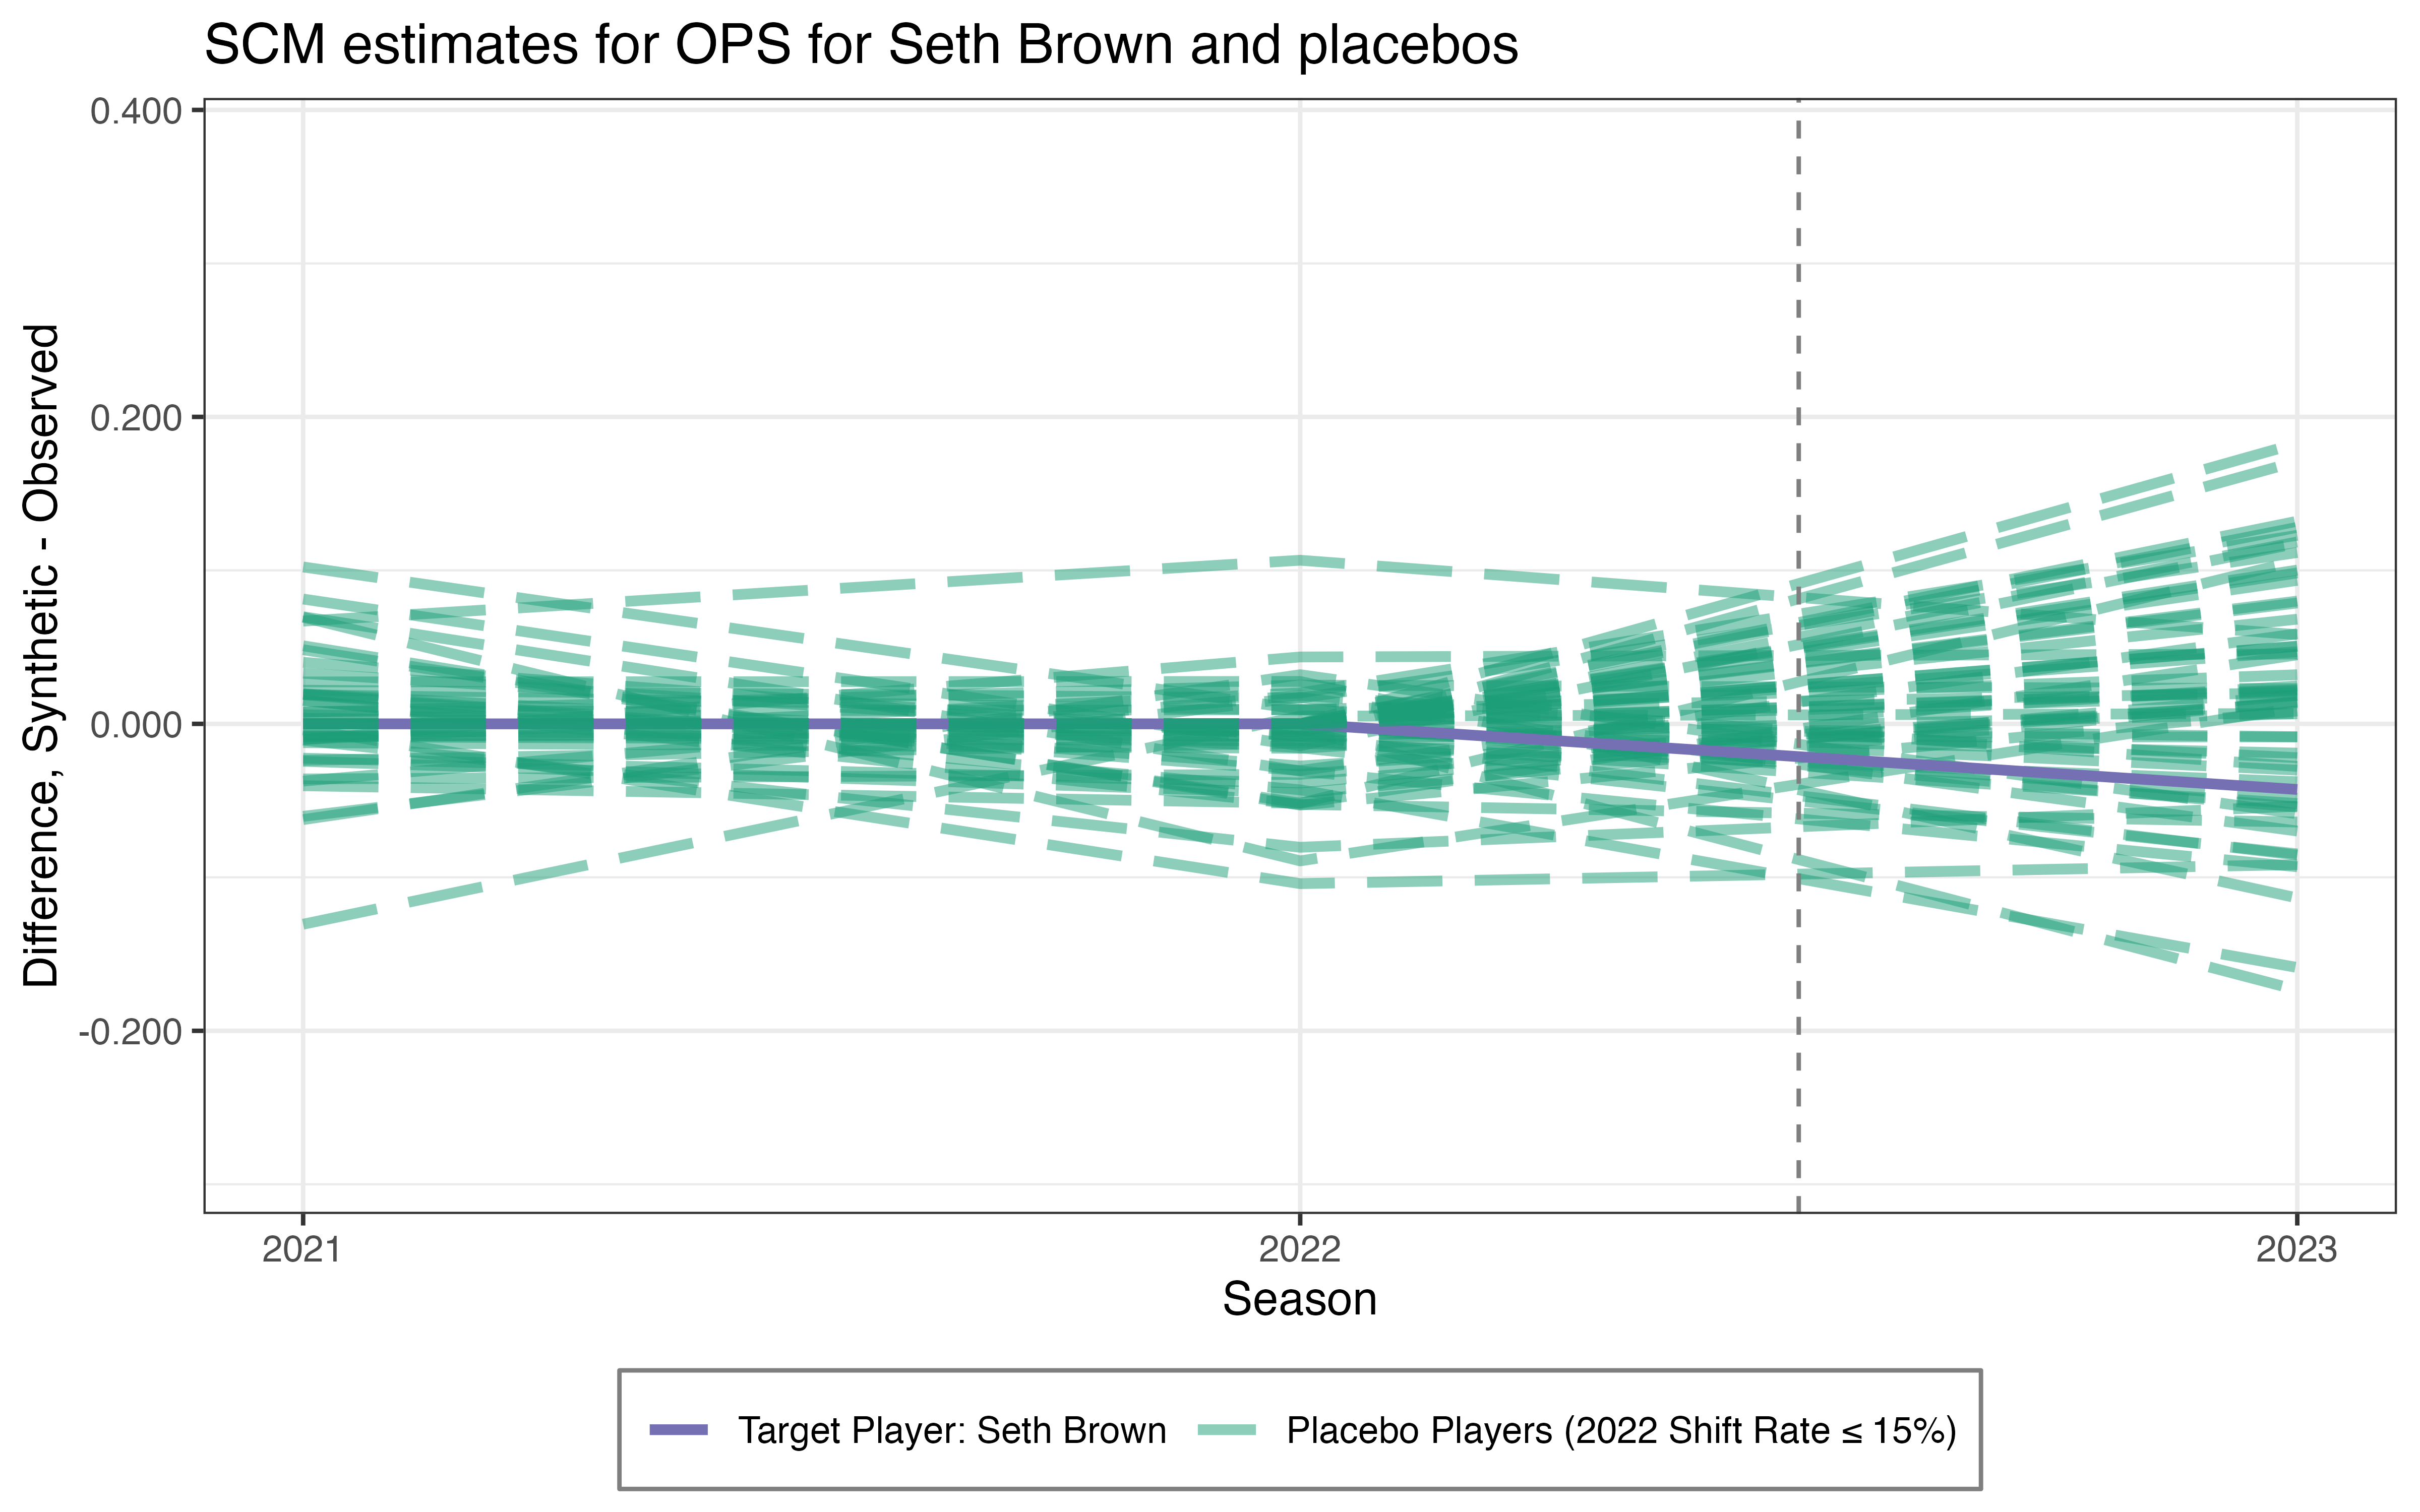 SCM estimates for OPS for Seth Brown and placebos
Difference, Synthetic - Observed
0.400
0.200
0.000
-0.200
2021
2022
2023
Season
Target Player: Seth Brown
Placebo Players (2022 Shift Rate ≤ 15%)